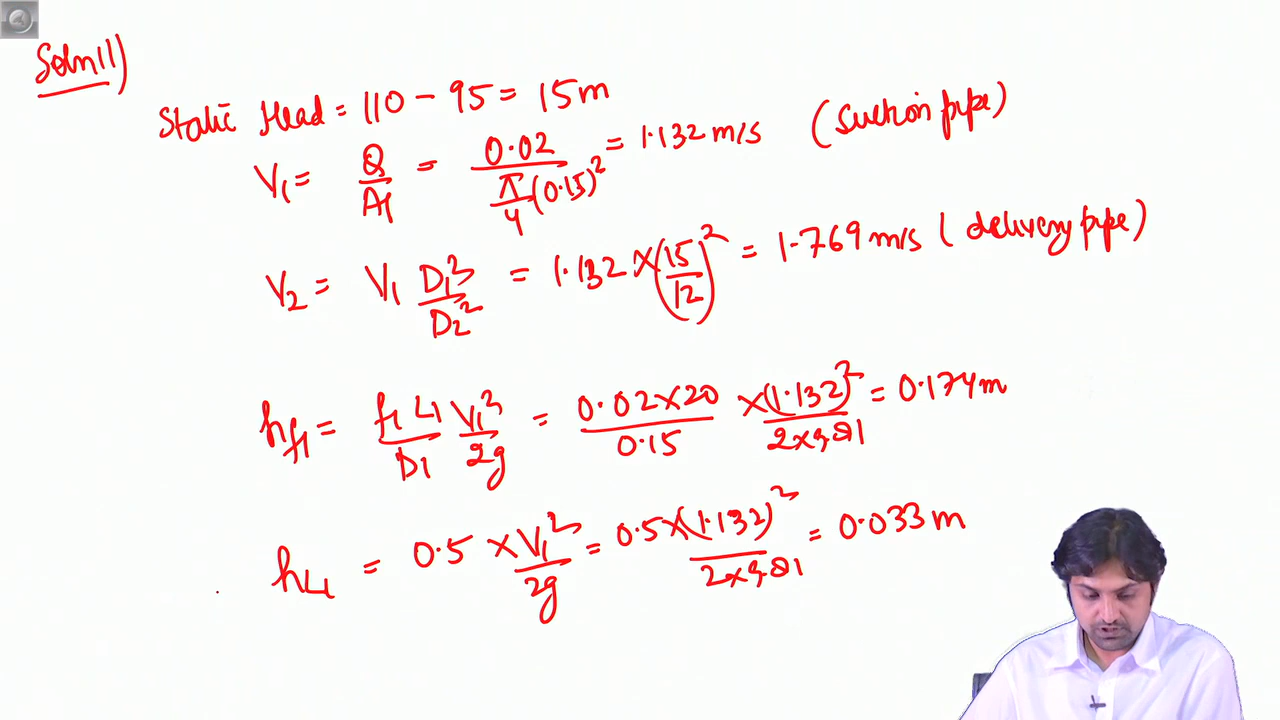 Soln 11)
Static Head = 110 - 95 = 15 m
V₁ = Q/A₁ = 0.02/(π/4 (0.15)²) = 1.132 m/s (suction pipe)
V₂ = V₁ D₁²/D₂² = 1.132 × (15/12)² = 1.769 m/s (delivery pipe)
hf₁ = f₁L₁/D₁ V₁²/2g = 0.02×20/0.15 × (1.132)²/2×9.81 = 0.174 m
hL₁ = 0.5 × V₁²/2g = 0.5×(1.132)²/2×9.81 = 0.033 m